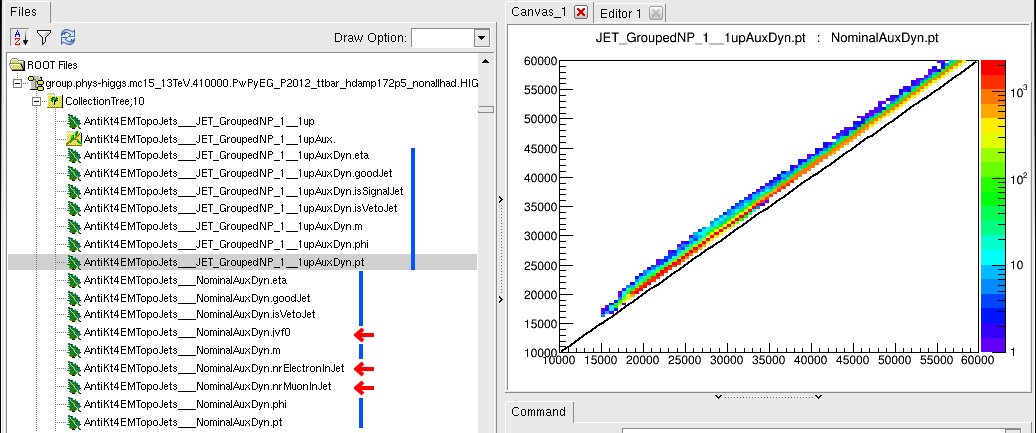 Files
Draw Option:
ROOT Files
group.phys-higgs.mc15_13TeV.410000.PwPyEG_P2012_ttbar_hdamp172p5_nonallhad.HIG
CollectionTree;10
AntiKt4EMTopoJets___JET_GroupedNP_1__1up
AntiKt4EMTopoJets___JET_GroupedNP_1__1upAux.
AntiKt4EMTopoJets___JET_GroupedNP_1__1upAuxDyn.eta
AntiKt4EMTopoJets___JET_GroupedNP_1__1upAuxDyn.goodJet
AntiKt4EMTopoJets___JET_GroupedNP_1__1upAuxDyn.isSignalJet
AntiKt4EMTopoJets___JET_GroupedNP_1__1upAuxDyn.isVetoJet
AntiKt4EMTopoJets___JET_GroupedNP_1__1upAuxDyn.m
AntiKt4EMTopoJets___JET_GroupedNP_1__1upAuxDyn.phi
AntiKt4EMTopoJets___JET_GroupedNP_1__1upAuxDyn.pt
AntiKt4EMTopoJets___NominalAuxDyn.eta
AntiKt4EMTopoJets___NominalAuxDyn.goodJet
AntiKt4EMTopoJets___NominalAuxDyn.isVetoJet
AntiKt4EMTopoJets___NominalAuxDyn.jvf0
AntiKt4EMTopoJets___NominalAuxDyn.m
AntiKt4EMTopoJets___NominalAuxDyn.nrElectronInJet
AntiKt4EMTopoJets___NominalAuxDyn.nrMuonInJet
AntiKt4EMTopoJets___NominalAuxDyn.phi
AntiKt4EMTopoJets___NominalAuxDyn.pt
Canvas_1 Editor 1
JET_GroupedNP_1__1upAuxDyn.pt : NominalAuxDyn.pt
60000
55000
50000
45000
40000
35000
30000
25000
20000
15000
10000
10000 15000 20000 25000 30000 35000 40000 45000 50000 55000 60000
10³
10²
10
1
Command